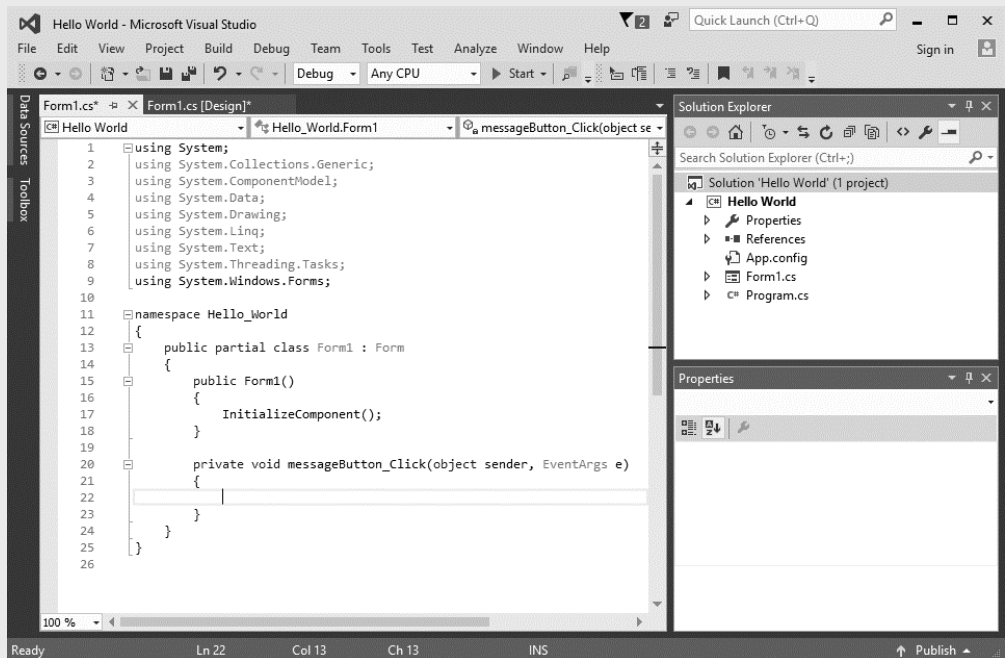 Hello World - Microsoft Visual Studio
2
Quick Launch (Ctrl+Q)
File Edit View Project Build Debug Team Tools Test Analyze Window Help
Sign in
Debug
Any CPU
Start
Data Sources
Toolbox
Form1.cs*
Form1.cs [Design]*
C# Hello World
Hello_World.Form1
messageButton_Click(object se
1 using System;
2 using System.Collections.Generic;
3 using System.ComponentModel;
4 using System.Data;
5 using System.Drawing;
6 using System.Linq;
7 using System.Text;
8 using System.Threading.Tasks;
9 using System.Windows.Forms;
10
11 namespace Hello_World
12 {
13 public partial class Form1 : Form
14 {
15 public Form1()
16 {
17 InitializeComponent();
18 }
19
20 private void messageButton_Click(object sender, EventArgs e)
21 {
22
23 }
24 }
25 }
26
100 %
Solution Explorer
Search Solution Explorer (Ctrl+;)
Solution 'Hello World' (1 project)
C# Hello World
Properties
References
App.config
Form1.cs
C# Program.cs
Properties
Ready Ln 22 Col 13 Ch 13 INS Publish